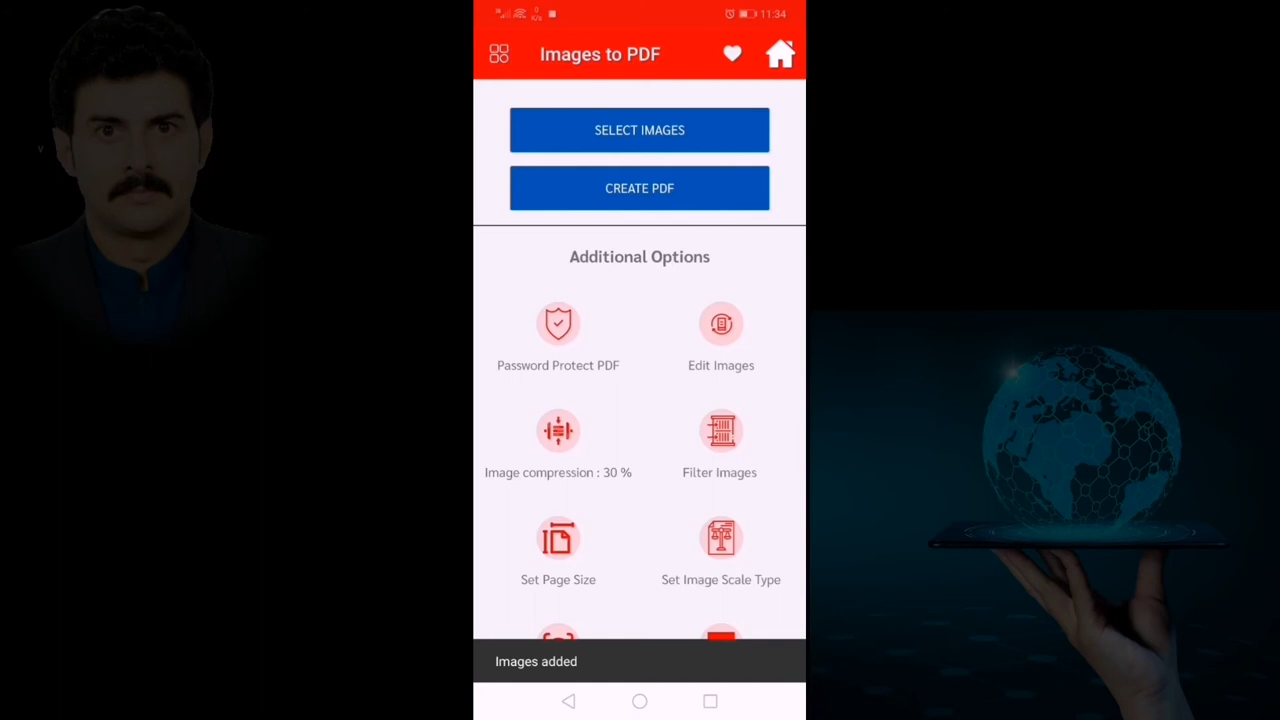 0
K/s
11:34
Images to PDF
SELECT IMAGES
CREATE PDF
Additional Options
Password Protect PDF
Edit Images
Image compression : 30 %
Filter Images
Set Page Size
Set Image Scale Type
Images added
V